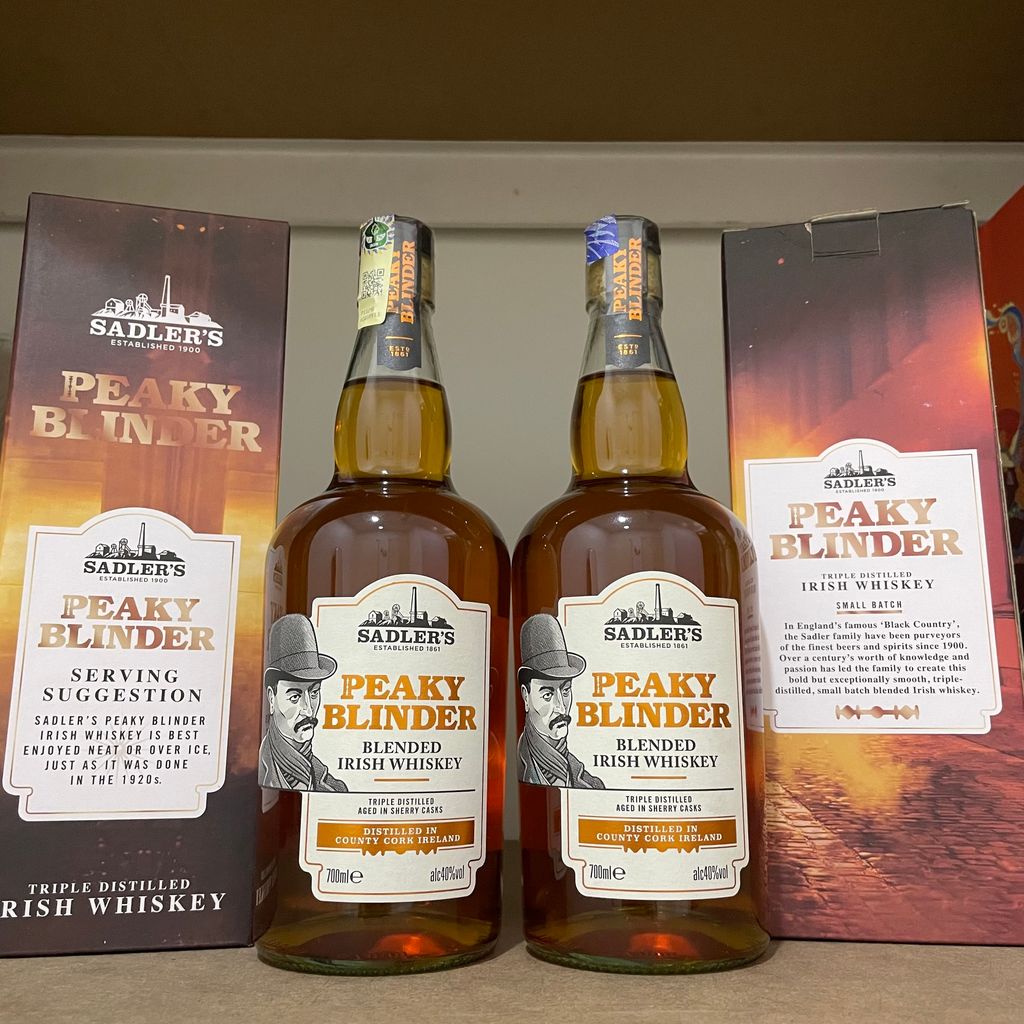 SADLER'S
ESTABLISHED 1900
PEAKY
BLINDER
SADLER'S
ESTABLISHED 1900
PEAKY
BLINDER
SERVING
SUGGESTION
SADLER'S PEAKY BLINDER
IRISH WHISKEY IS BEST
ENJOYED NEAT OR OVER ICE,
JUST AS IT WAS DONE
IN THE 1920s.
TRIPLE DISTILLED
RISH WHISKEY
PEAKY
BLINDER
ESTD
1861
SADLER'S
ESTABLISHED 1861
PEAKY
BLINDER
BLENDED
IRISH WHISKEY
TRIPLE DISTILLED
AGED IN SHERRY CASKS
DISTILLED IN
COUNTY CORK IRELAND
700ml℮ alc40%vol
PEAKY
BLINDER
ESTD
1861
SADLER'S
ESTABLISHED 1861
PEAKY
BLINDER
BLENDED
IRISH WHISKEY
TRIPLE DISTILLED
AGED IN SHERRY CASKS
DISTILLED IN
COUNTY CORK IRELAND
700ml℮ alc40%vol
SADLER'S
ESTABLISHED 1900
PEAKY
BLINDER
TRIPLE DISTILLED
IRISH WHISKEY
SMALL BATCH
In England's famous 'Black Country',
the Sadler family have been purveyors
of the finest beers and spirits since 1900.
Over a century's worth of knowledge and
passion has led the family to create this
bold but exceptionally smooth, triple-
distilled, small batch blended Irish whiskey.